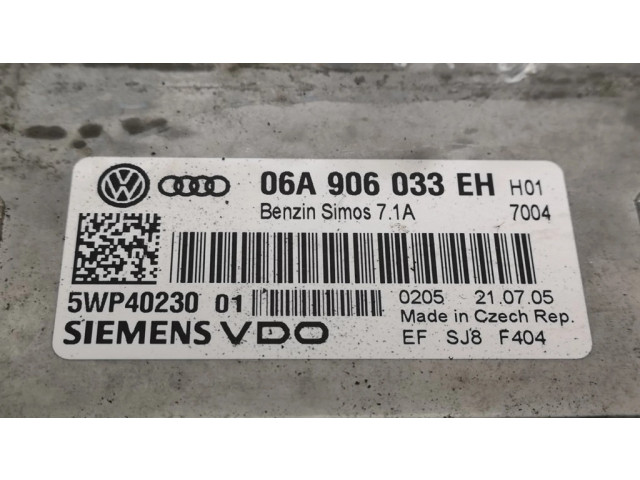 06A 906 033 EH H01
Benzin Simos 7.1A 7004
5WP40230 01 0205 21.07.05
Made in Czech Rep.
SIEMENS VDO EF SJ8 F404